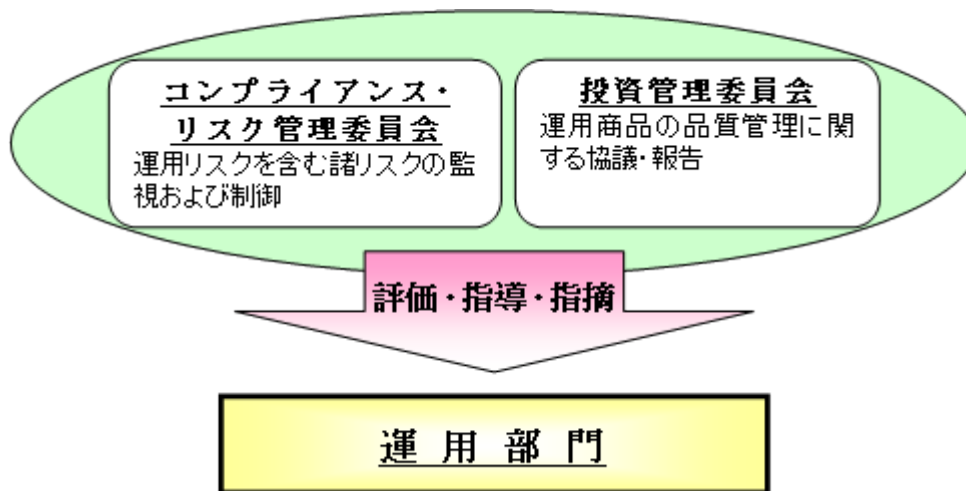 コンプライアンス・
リスク管理委員会
運用リスクを含む諸リスクの監
視および制御
投資管理委員会
運用商品の品質管理に関
する協議・報告
評価・指導・指摘
運用部門